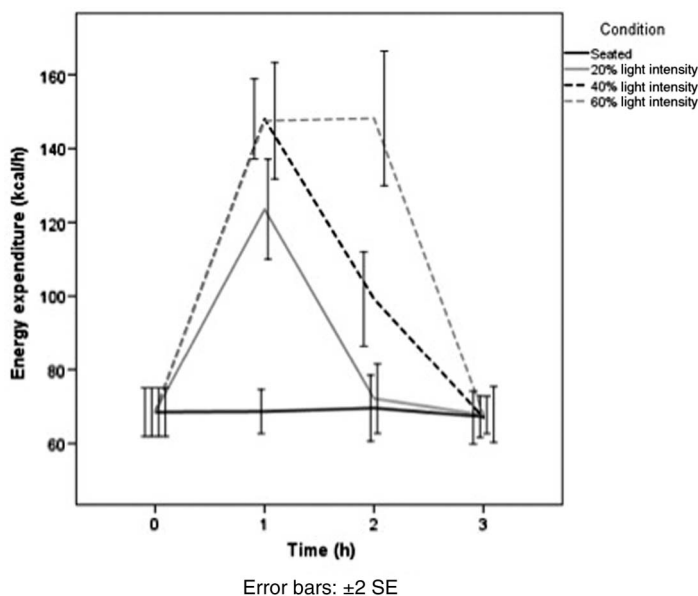 Condition
Seated
20% light intensity
40% light intensity
60% light intensity
Energy expenditure (kcal/h)
160
140
120
100
80
60
0 1 2 3
Time (h)
Error bars: ±2 SE